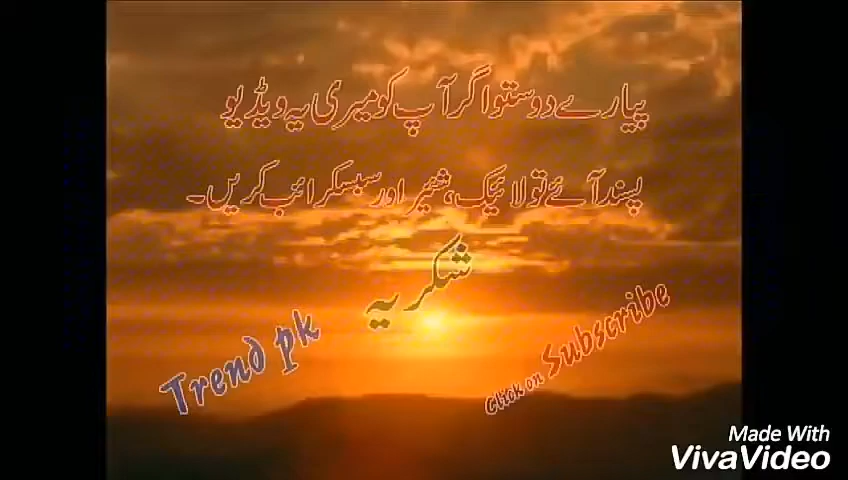 پیارے دوستو اگر آپ کو میری یہ ویڈیو
پسند آئے تو لائیک، شئیر اور سبسکرائب کریں۔
شکریہ
Trend pk
Click on Subscribe
Made With
VivaVideo